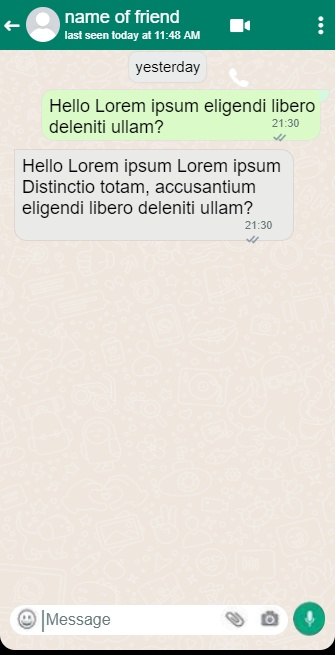 name of friend
last seen today at 11:48 AM
yesterday
Hello Lorem ipsum eligendi libero
deleniti ullam?
21:30
Hello Lorem ipsum Lorem ipsum
Distinctio totam, accusantium
eligendi libero deleniti ullam?
21:30
Message